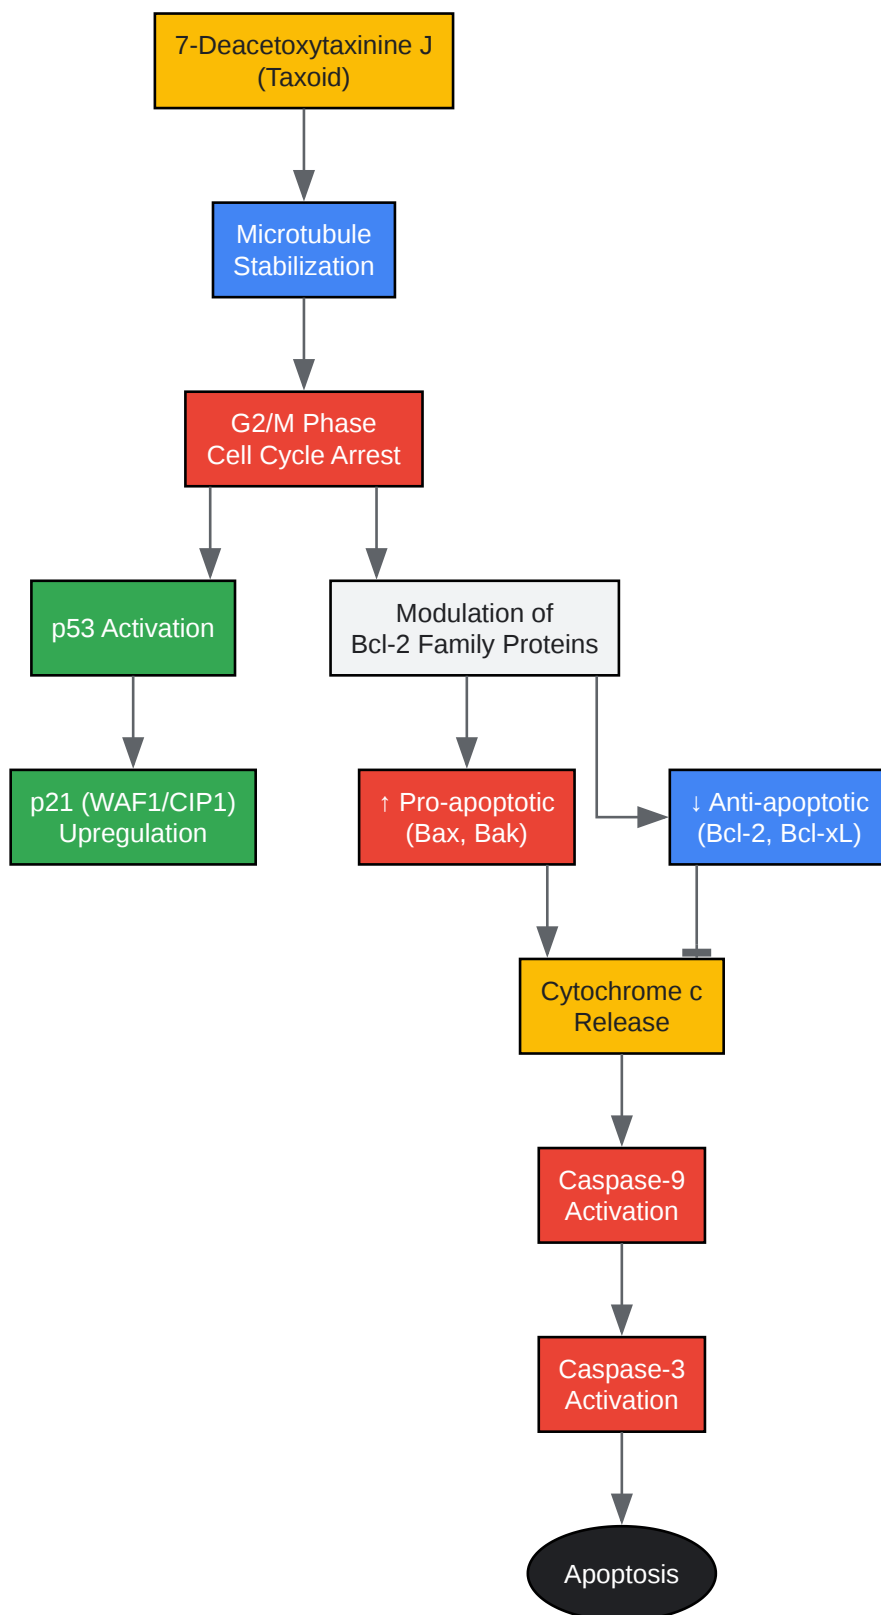 7-Deacetoxytaxinine J
(Taxoid)
Microtubule
Stabilization
G2/M Phase
Cell Cycle Arrest
p53 Activation
Modulation of
Bcl-2 Family Proteins
p21 (WAF1/CIP1)
Upregulation
↑ Pro-apoptotic
(Bax, Bak)
↓ Anti-apoptotic
(Bcl-2, Bcl-xL)
Cytochrome c
Release
Caspase-9
Activation
Caspase-3
Activation
Apoptosis